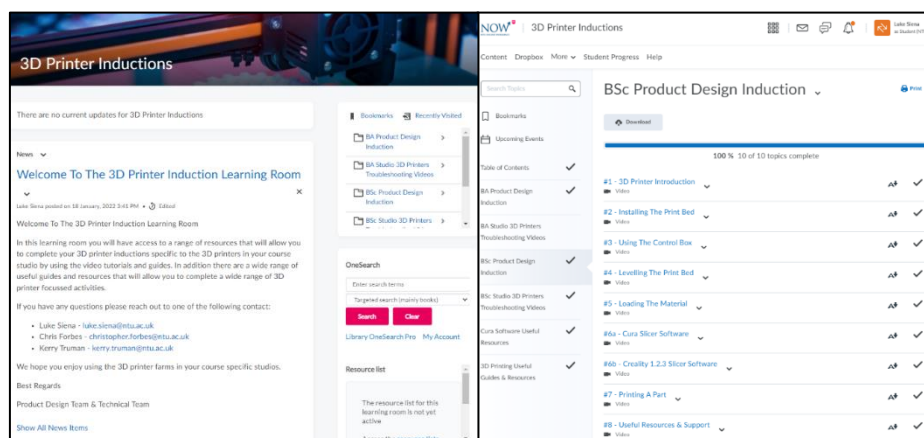 3D Printer Inductions
There are no current updates for 3D Printer Inductions
News
Welcome To The 3D Printer Induction Learning Room
Luke Siena posted on 18 January, 2022 3:41 PM • Edited
Welcome To The 3D Printer Induction Learning Room
In this learning room you will have access to a range of resources that will allow you
to complete your 3D printer inductions specific to the 3D printers in your course
studio by using the video tutorials and guides. In addition there are a wide range of
useful guides and resources that will allow you to complete a wide range of 3D
printer focussed activities.
If you have any questions please reach out to one of the following contact:
• Luke Siena - luke.siena@ntu.ac.uk
• Chris Forbes - christopher.forbes@ntu.ac.uk
• Kerry Truman - kerry.truman@ntu.ac.uk
We hope you enjoy using the 3D printer farms in your course specific studios.
Best Regards
Product Design Team & Technical Team
Show All News Items
Bookmarks Recently Visited
BA Product Design
Induction
BA Studio 3D Printers
Troubleshooting Videos
BSc Product Design
Induction
BSc Studio 3D Printers
OneSearch
Enter search terms
Targeted search (mainly books)
Search Clear
Library OneSearch Pro My Account
Resource list
The resource list for this
learning room is not yet
active
NOW 3D Printer Inductions
Luke Siena
as Student
Content Dropbox More Student Progress Help
Search Topics
Bookmarks
Upcoming Events
Table of Contents
BA Product Design
Induction
BA Studio 3D Printers
Troubleshooting Videos
BSc Product Design
Induction
BSc Studio 3D Printers
Troubleshooting Videos
Cura Software Useful
Resources
3D Printing Useful
Guides & Resources
BSc Product Design Induction
Print
Download
100 % 10 of 10 topics complete
#1 - 3D Printer Introduction
Video
#2 - Installing The Print Bed
Video
#3 - Using The Control Box
Video
#4 - Levelling The Print Bed
Video
#5 - Loading The Material
Video
#6a - Cura Slicer Software
Video
#6b - Creality 1.2.3 Slicer Software
Video
#7 - Printing A Part
Video
#8 - Useful Resources & Support
Video